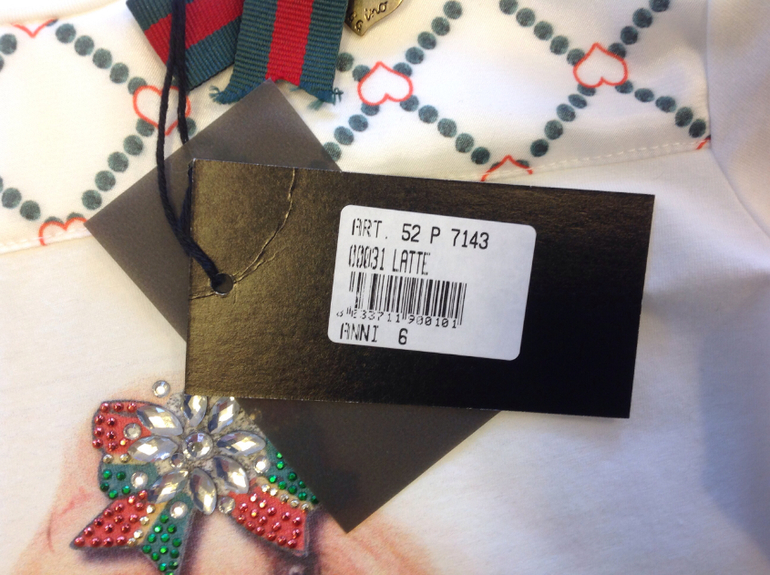 ART. 52 P 7143
00031 LATTE
ANNI 6